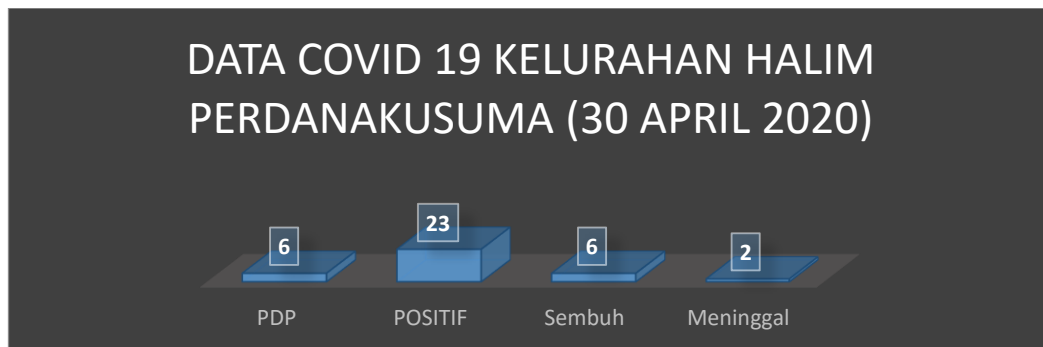 DATA COVID 19 KELURAHAN HALIM
PERDANAKUSUMA (30 APRIL 2020)
6
23
6
2
PDP
POSITIF
Sembuh
Meninggal